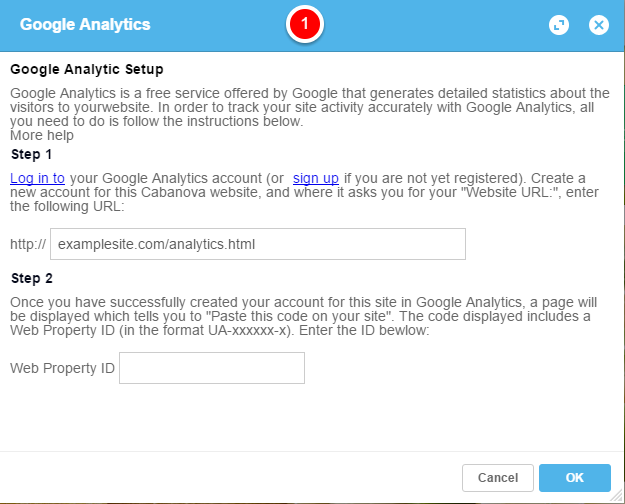 Google Analytics
1
Google Analytic Setup
Google Analytics is a free service offered by Google that generates detailed statistics about the
visitors to yourwebsite. In order to track your site activity accurately with Google Analytics, all
you need to do is follow the instructions below.
More help
Step 1
Log in to your Google Analytics account (or sign up if you are not yet registered). Create a
new account for this Cabanova website, and where it asks you for your "Website URL:", enter
the following URL:
http:// examplesite.com/analytics.html
Step 2
Once you have successfully created your account for this site in Google Analytics, a page will
be displayed which tells you to "Paste this code on your site". The code displayed includes a
Web Property ID (in the format UA-xxxxxx-x). Enter the ID bewlow:
Web Property ID
Cancel OK